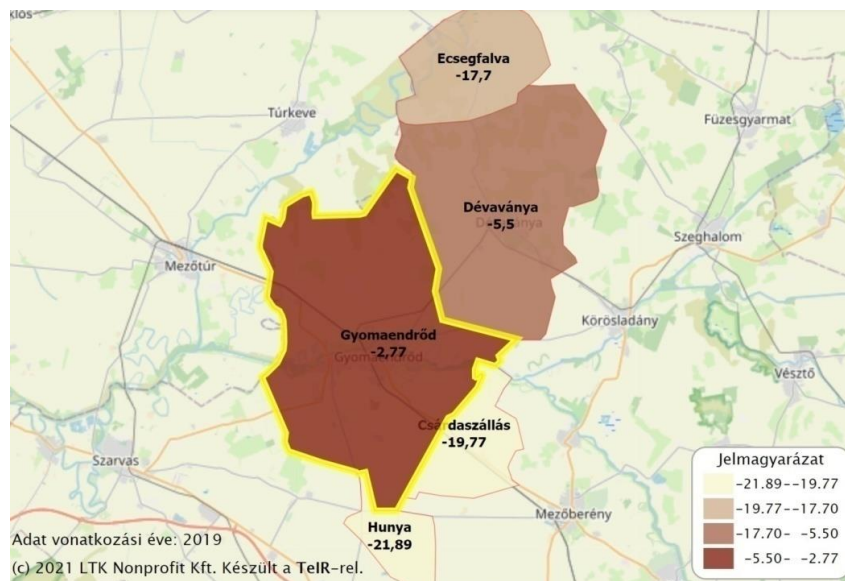 klós
Ecsegfalva
-17,7
Túrkeve
Füzesgyarmat
Dévaványa
-5,5
Szeghalom
Mezőtúr
Körösladány
Gyomaendrőd
-2,77
Gyomaendrőd
Vésztő
Csárdaszállás
-19,77
Szarvas
Mezőberény
Hunya
-21,89
Jelmagyarázat
-21.89--19.77
-19.77--17.70
-17.70- -5.50
-5.50- -2.77
Adat vonatkozási éve: 2019
(c) 2021 LTK Nonprofit Kft. Készült a TeIR-rel.